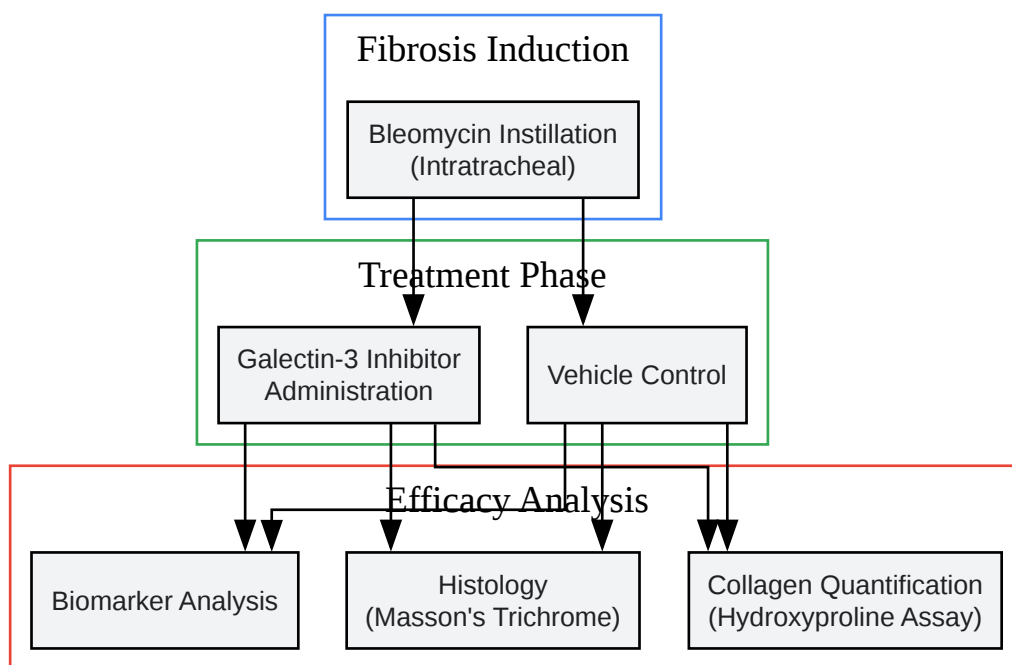 Fibrosis Induction
Bleomycin Instillation
(Intratracheal)
Treatment Phase
Galectin-3 Inhibitor
Administration
Vehicle Control
Efficacy Analysis
Biomarker Analysis
Histology
(Masson's Trichrome)
Collagen Quantification
(Hydroxyproline Assay)